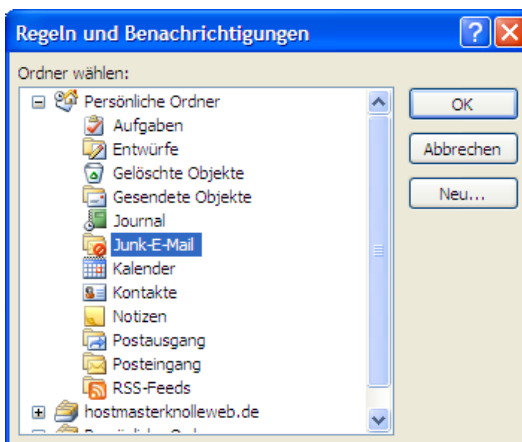 Regeln und Benachrichtigungen
Ordner wählen:
Persönliche Ordner
Aufgaben
Entwürfe
Gelöschte Objekte
Gesendete Objekte
Journal
Junk-E-Mail
Kalender
Kontakte
Notizen
Postausgang
Posteingang
RSS-Feeds
hostmasterknolleweb.de
OK
Abbrechen
Neu...